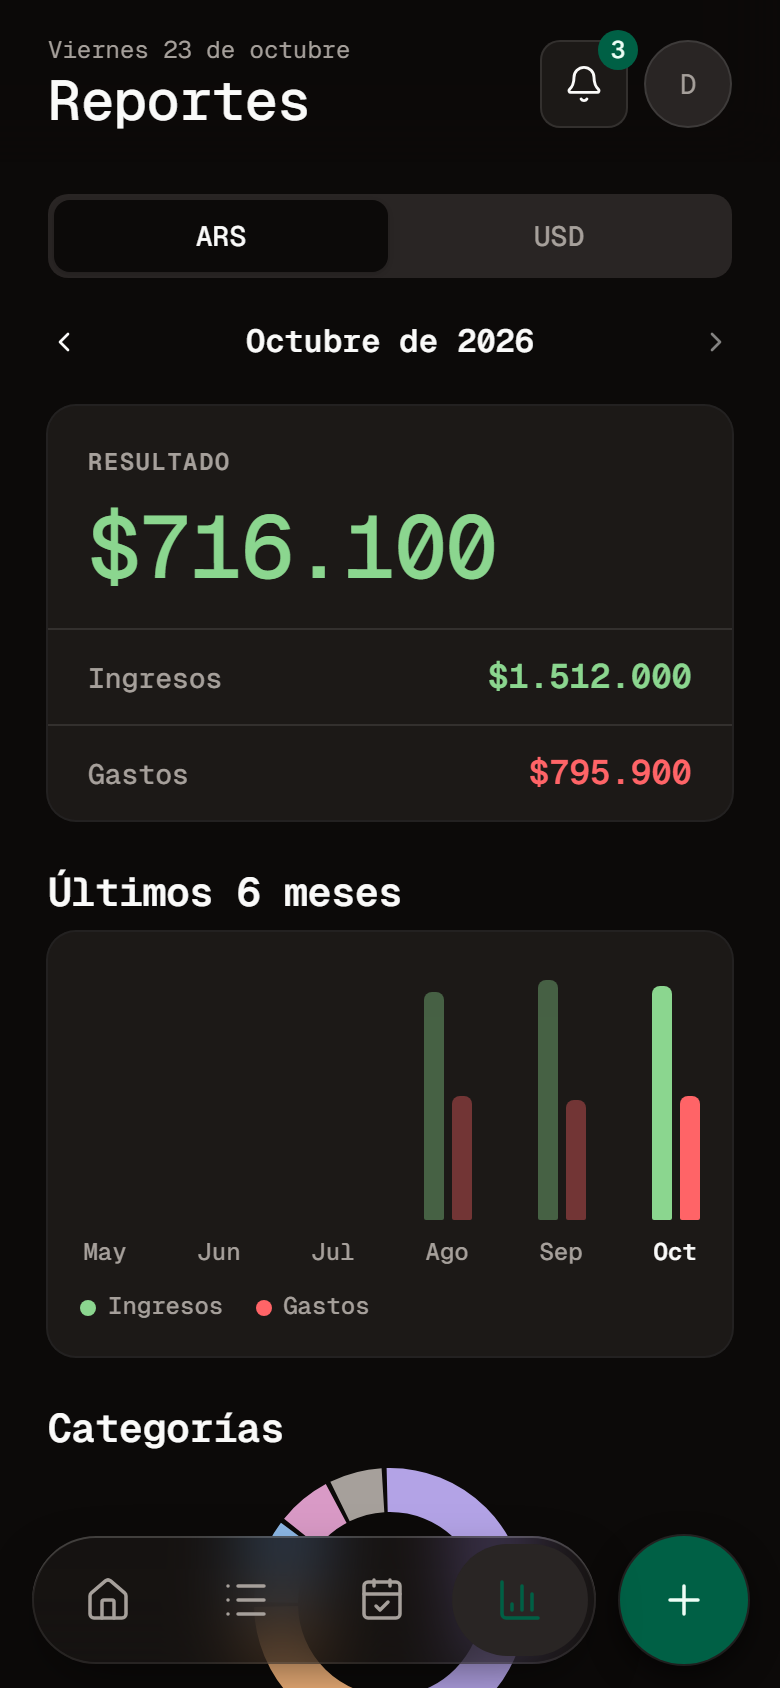 Viernes 23 de octubre
3
Reportes
D
ARS
USD
Octubre de 2026
RESULTADO
$716.100
Ingresos
$1.512.000
Gastos
$795.900
Últimos 6 meses
May Jun Jul Ago Sep Oct
Ingresos Gastos
Categorías